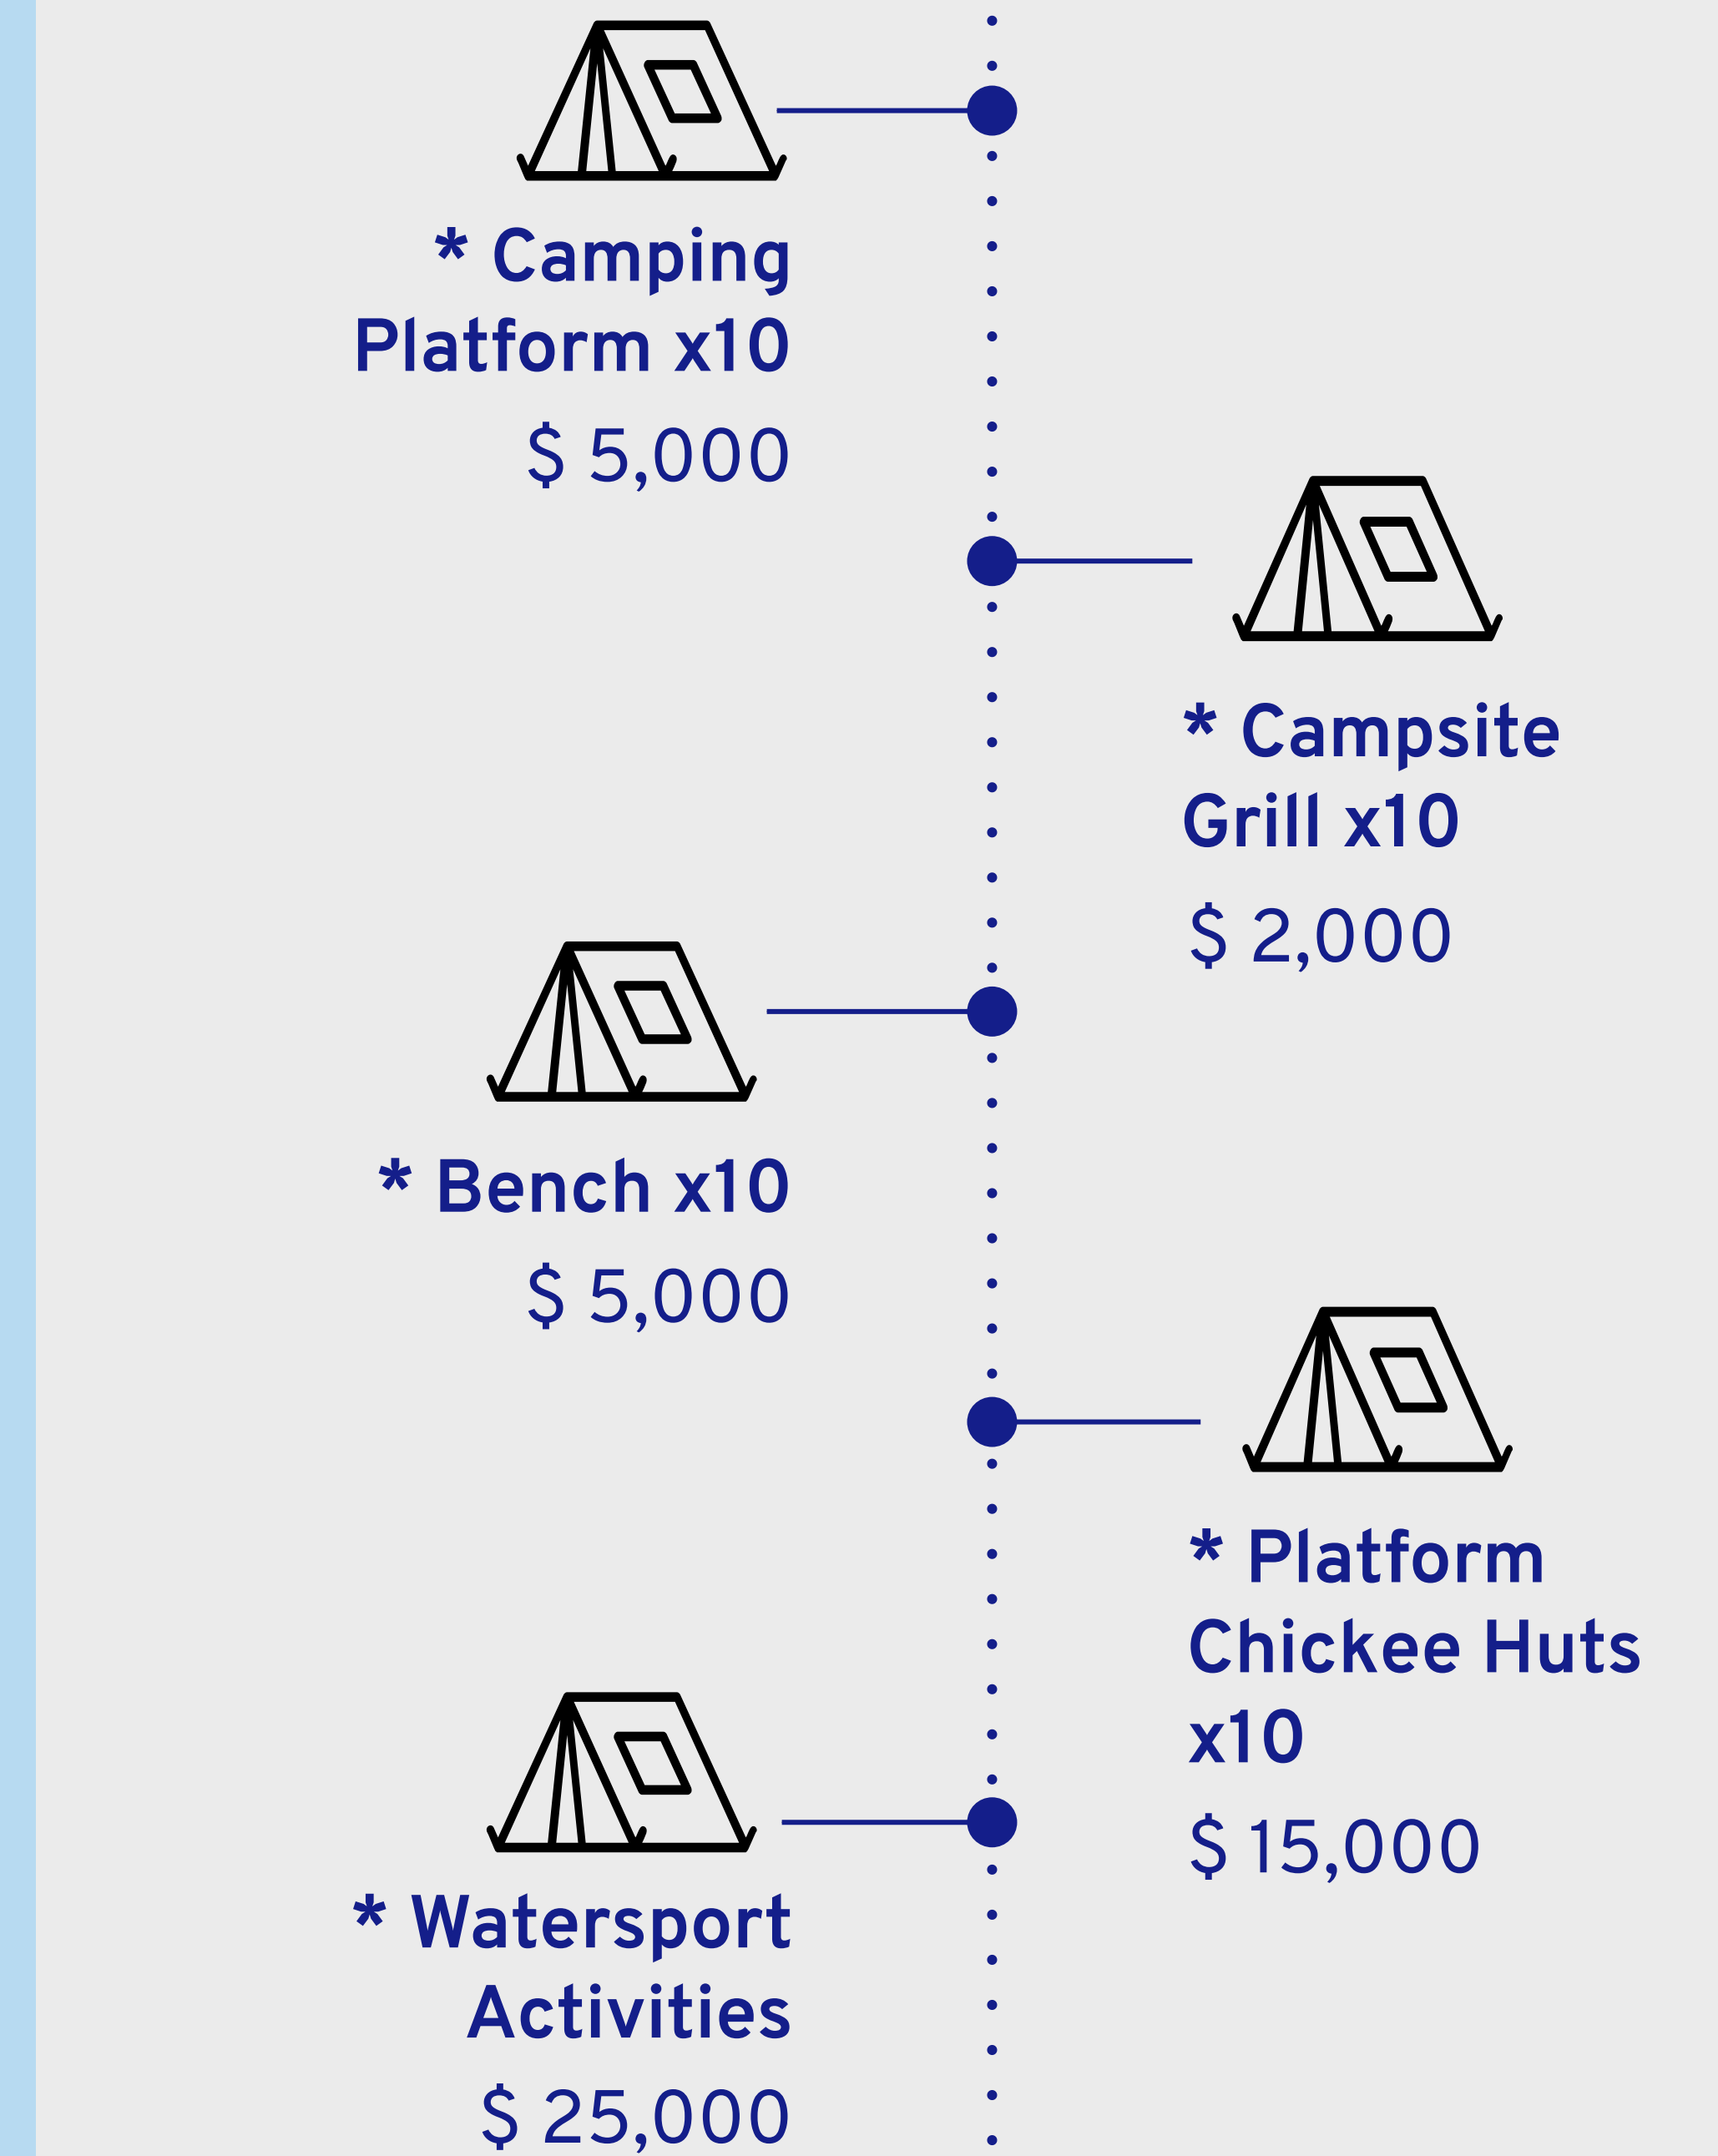 * Camping
Platform x10
$ 5,000
* Campsite
Grill x10
$ 2,000
* Bench x10
$ 5,000
* Platform
Chickee Huts
x10
$ 15,000
* Watersport
Activities
$ 25,000